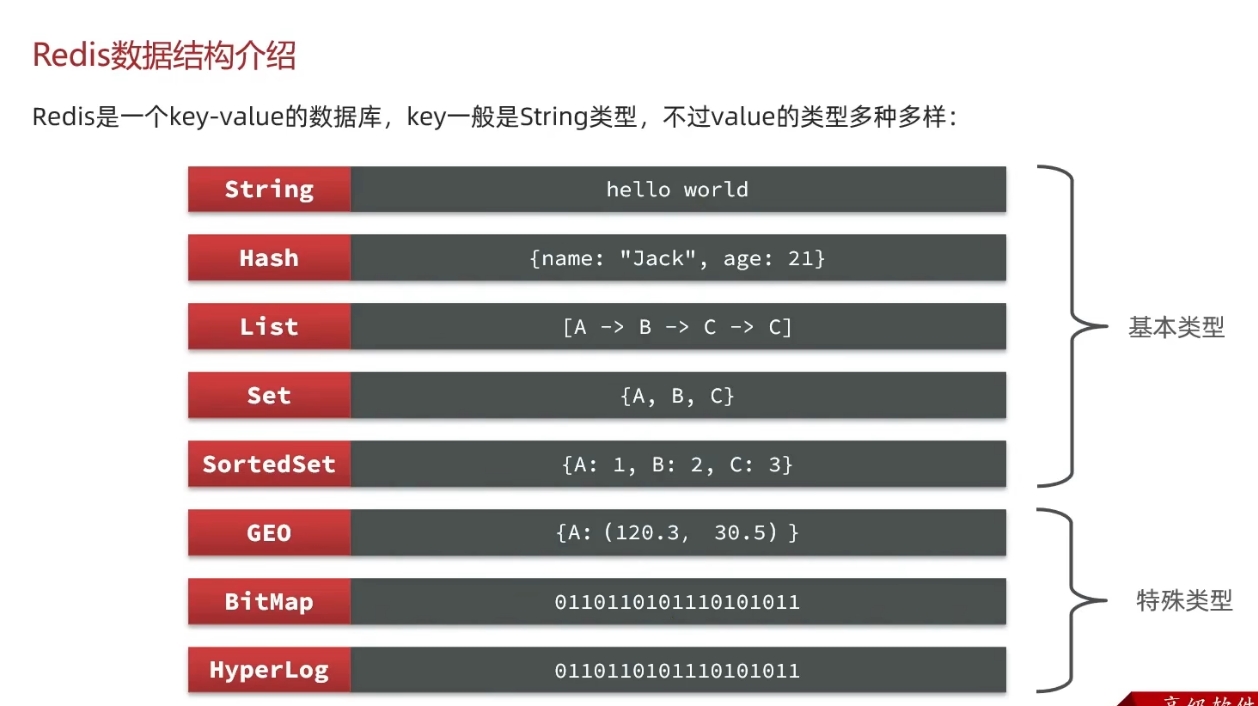 Redis数据结构介绍
Redis是一个key-value的数据库，key一般是String类型，不过value的类型多种多样：
String hello world
Hash {name: "Jack", age: 21}
List [A -> B -> C -> C]
Set {A, B, C}
基本类型
SortedSet {A: 1, B: 2, C: 3}
GEO {A:（120.3, 30.5）}
BitMap 0110110101110101011
特殊类型
HyperLog 0110110101110101011
高级软件